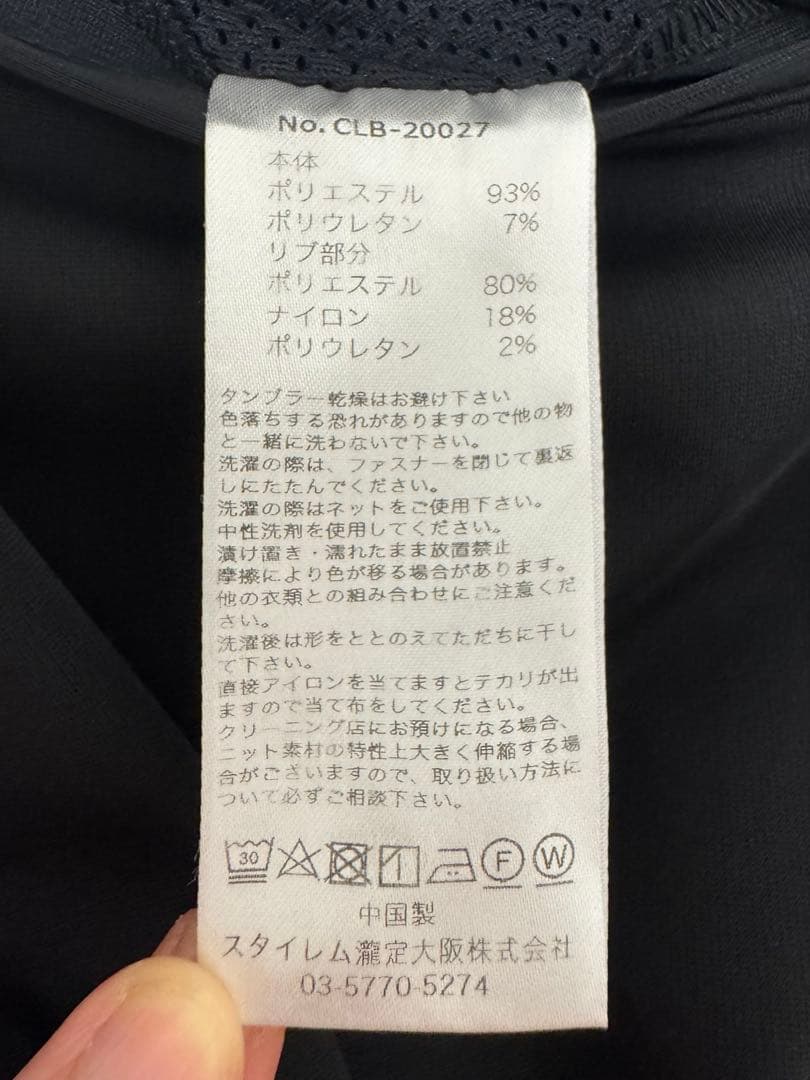 No. CLB-20027
本体
ポリエステル 93%
ポリウレタン 7%
リブ部分
ポリエステル 80%
ナイロン 18%
ポリウレタン 2%
タンブラー乾燥はお避け下さい
色落ちする恐れがありますので他の物
と一緒に洗わないで下さい。
洗濯の際は、ファスナーを閉じて裏返
しにたたんでください。
洗濯の際はネットをご使用下さい。
中性洗剤を使用してください。
漬け置き・濡れたまま放置禁止
摩擦により色が移る場合があります。
他の衣類との組み合わせにご注意くだ
さい。
洗濯後は形をととのえてただちに干し
て下さい。
直接アイロンを当てますとテカリが出
ますので当て布をしてください。
クリーニング店にお預けになる場合、
ニット素材の特性上大きく伸縮する場
合がございますので、取り扱い方法に
ついて必ずご相談下さい。
30 F W
中国製
スタイレム瀧定大阪株式会社
03-5770-5274